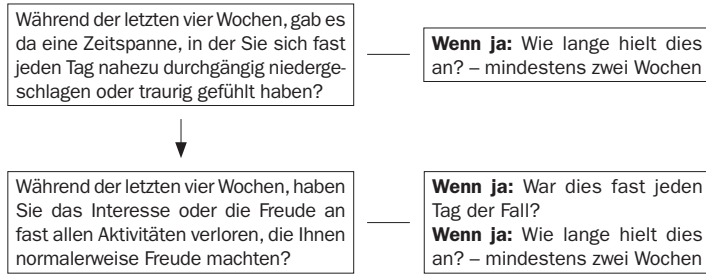 Während der letzten vier Wochen, gab es
da eine Zeitspanne, in der Sie sich fast
jeden Tag nahezu durchgängig niederge-
schlagen oder traurig gefühlt haben?
Wenn ja: Wie lange hielt dies
an? – mindestens zwei Wochen
Während der letzten vier Wochen, haben
Sie das Interesse oder die Freude an
fast allen Aktivitäten verloren, die Ihnen
normalerweise Freude machten?
Wenn ja: War dies fast jeden
Tag der Fall?
Wenn ja: Wie lange hielt dies
an? – mindestens zwei Wochen